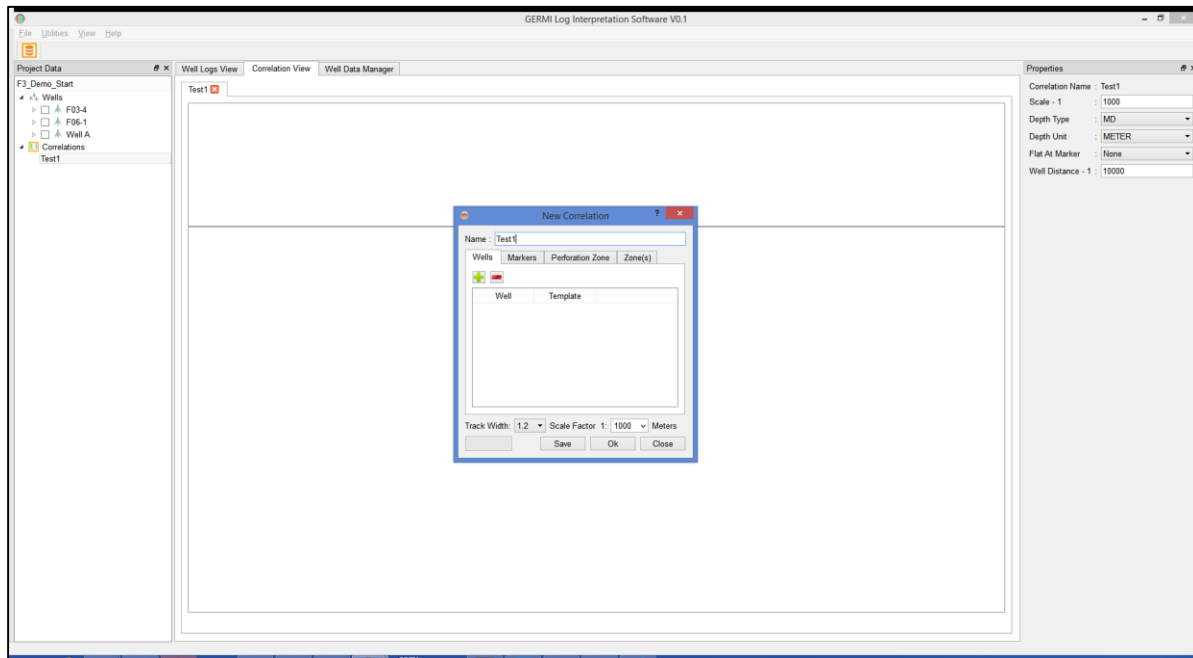 GERMI Log Interpretation Software V0.1
File Utilities View Help
Project Data
Well Logs View Correlation View Well Data Manager
Properties
F3_Demo_Start
Wells
F03-4
F06-1
Well A
Correlations
Test1
Test1
Correlation Name : Test1
Scale - 1 : 1000
Depth Type : MD
Depth Unit : METER
Flat At Marker : None
Well Distance - 1 : 10000
New Correlation
Name : Test1
Wells Markers Perforation Zone Zone(s)
Well Template
Track Width: 1.2 Scale Factor 1: 1000 Meters
Save Ok Close